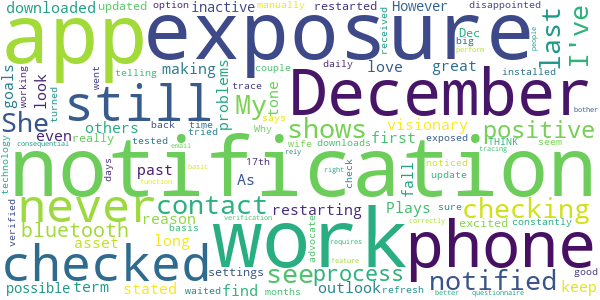 downloaded updated option inactive restarted manually received However disappointed
app exposure last I've
working goals look telling making problems Dec couple daily big love great installed perform people
turned went trace
still December
She My tone shows positive
even others back time tested tried says Why wife visionary first downloads exposed THINK seem bother
technology consequential really email As noticed update
notification
days past check fall tracing
never contact work phone checking
verified reason basis function right rely Plays sure excited constantly
bluetooth restarting 17th basic
asset long advocate
checked see process notified
stated settings verification requires outlook refresh correctly good
possible term waited find months feature better questionnaire keep